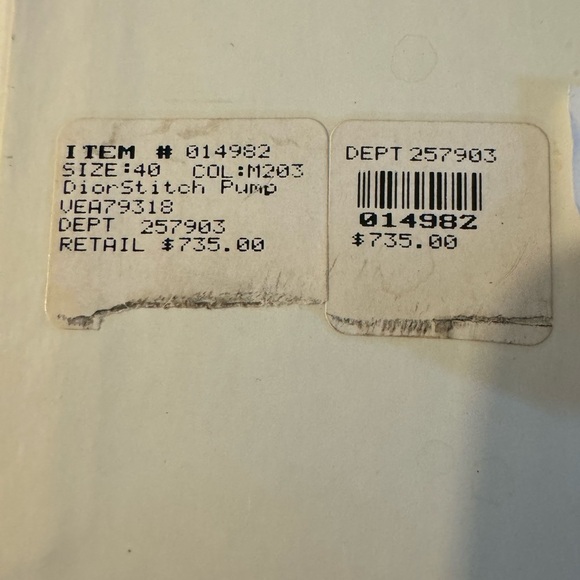 ITEM # 014982
SIZE:40 COL:M203
DiorStitch Pump
VEA79318
DEPT 257903
RETAIL $735.00
DEPT 257903
014982
$735.00